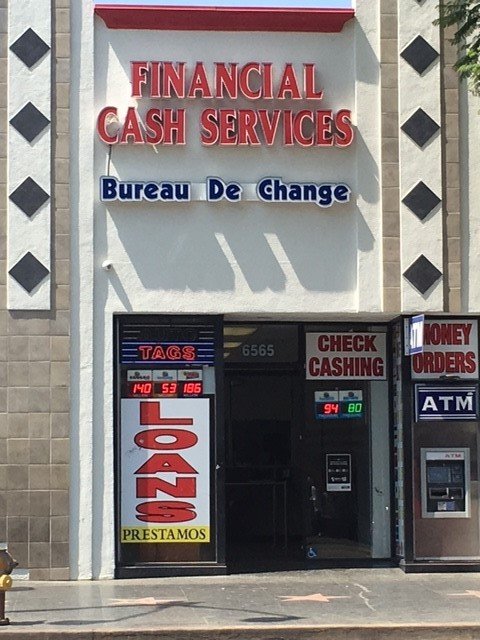 FINANCIAL
CASH SERVICES
Bureau De Change
TAGS
6565
CHECK
CASHING
MONEY
ORDERS
140 53 186
94 80
ATM
LOANS
PRESTAMOS
ATM